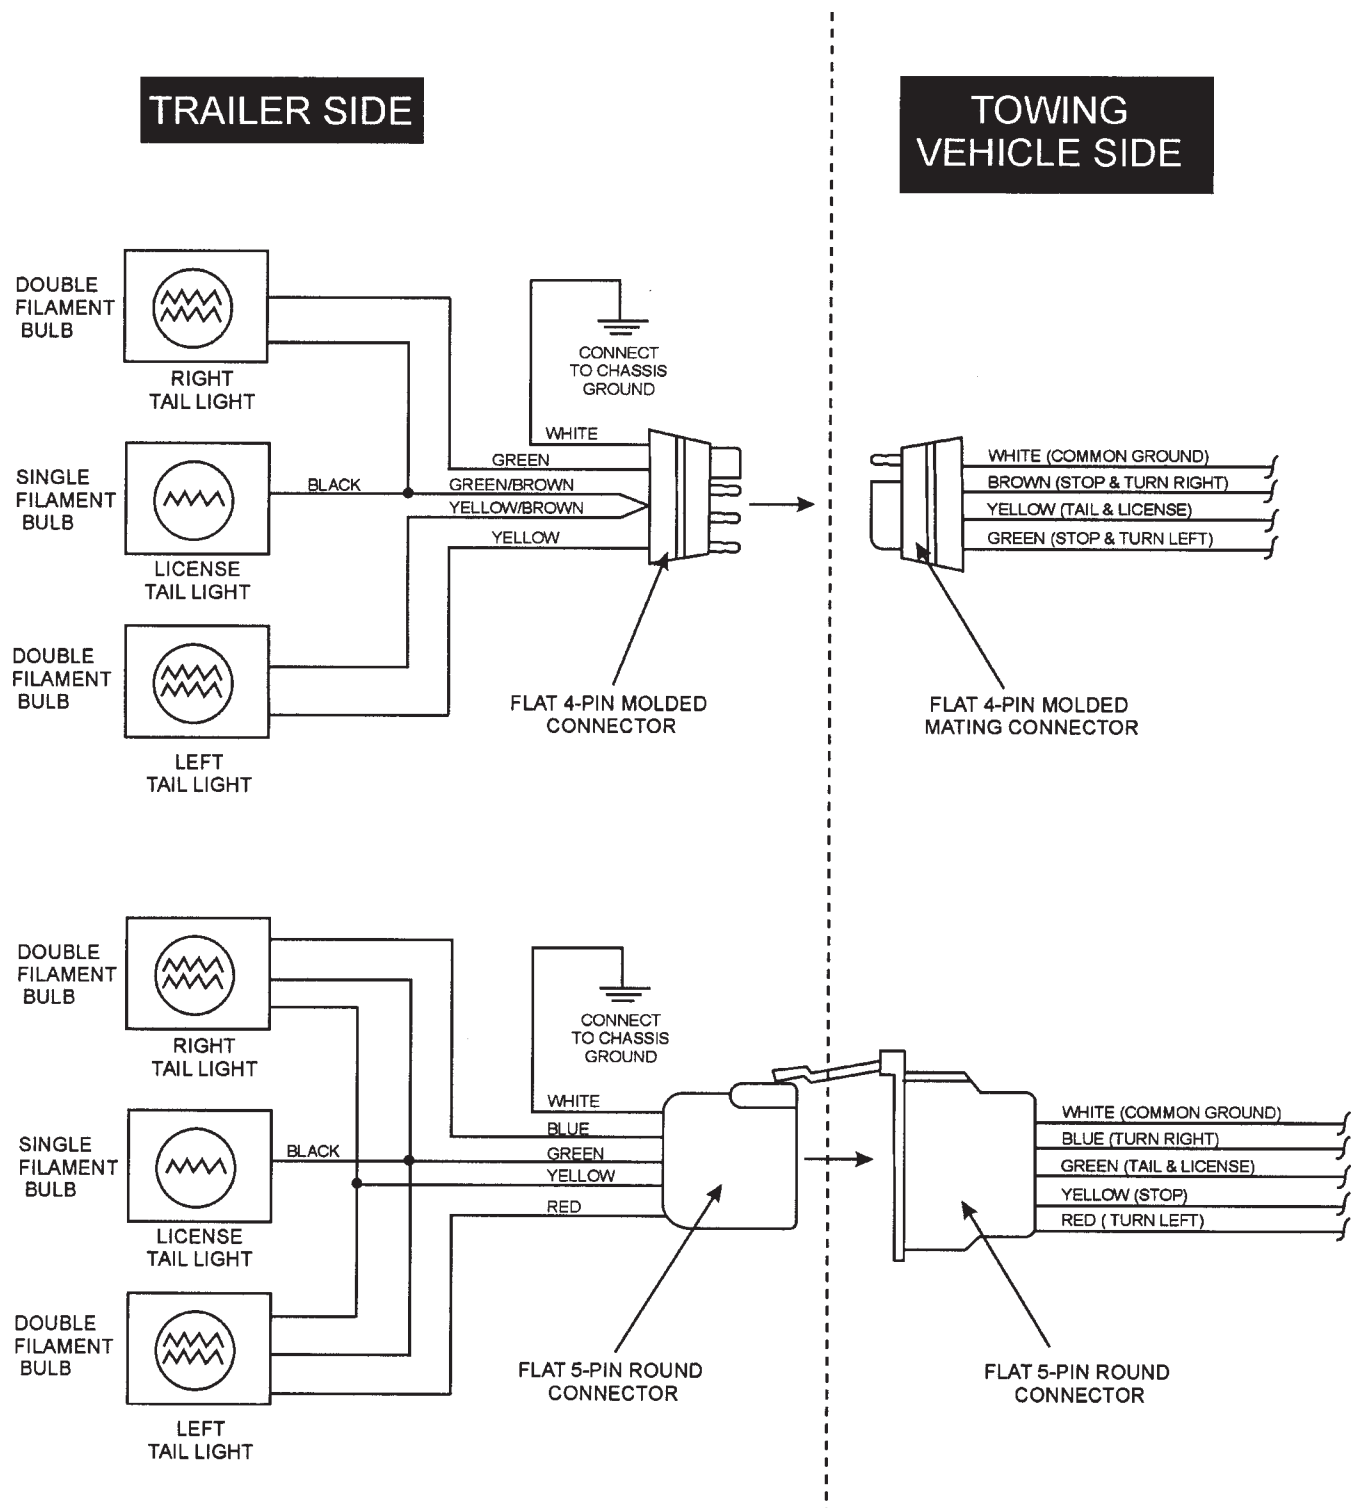 TRAILER SIDE
TOWING
VEHICLE SIDE
DOUBLE
FILAMENT
BULB
RIGHT
TAIL LIGHT
CONNECT
TO CHASSIS
GROUND
SINGLE
FILAMENT
BULB
LICENSE
TAIL LIGHT
BLACK
WHITE
GREEN
GREEN/BROWN
YELLOW/BROWN
YELLOW
WHITE (COMMON GROUND)
BROWN (STOP & TURN RIGHT)
YELLOW (TAIL & LICENSE)
GREEN (STOP & TURN LEFT)
DOUBLE
FILAMENT
BULB
LEFT
TAIL LIGHT
FLAT 4-PIN MOLDED
CONNECTOR
FLAT 4-PIN MOLDED
MATING CONNECTOR
DOUBLE
FILAMENT
BULB
RIGHT
TAIL LIGHT
CONNECT
TO CHASSIS
GROUND
SINGLE
FILAMENT
BULB
LICENSE
TAIL LIGHT
BLACK
WHITE
BLUE
GREEN
YELLOW
RED
WHITE (COMMON GROUND)
BLUE (TURN RIGHT)
GREEN (TAIL & LICENSE)
YELLOW (STOP)
RED ( TURN LEFT)
DOUBLE
FILAMENT
BULB
LEFT
TAIL LIGHT
FLAT 5-PIN ROUND
CONNECTOR
FLAT 5-PIN ROUND
CONNECTOR